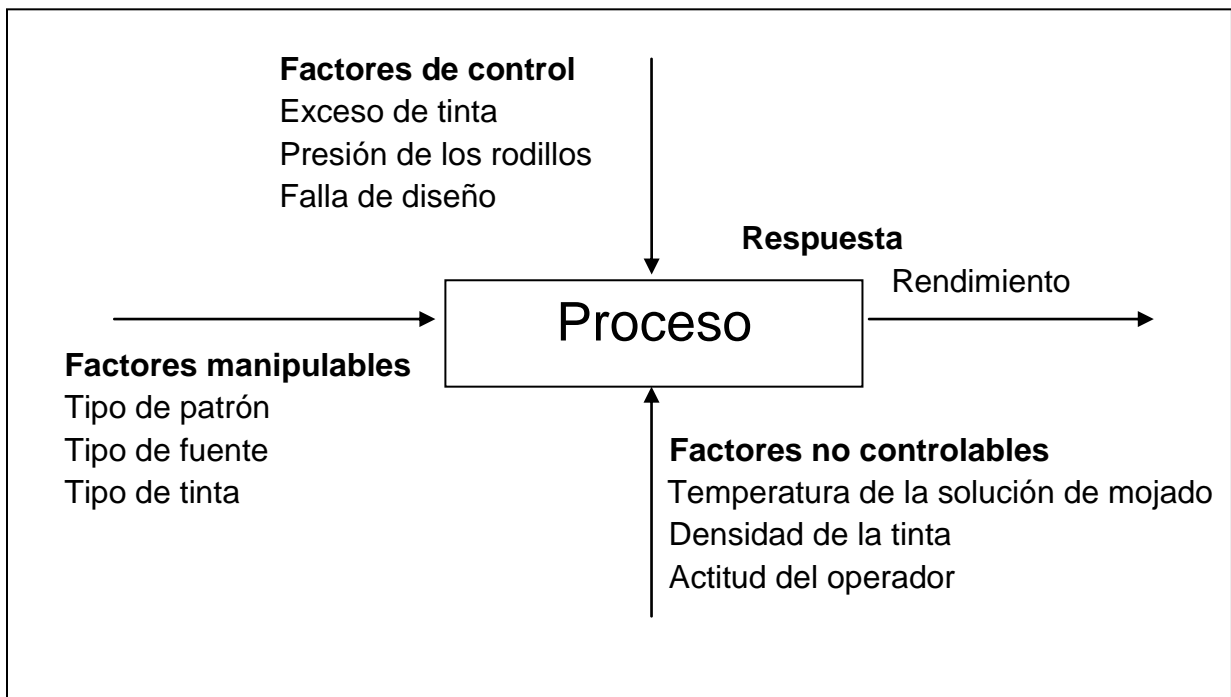 Factores de control
Exceso de tinta
Presión de los rodillos
Falla de diseño
Respuesta
Rendimiento
Proceso
Factores manipulables
Tipo de patrón
Tipo de fuente
Tipo de tinta
Factores no controlables
Temperatura de la solución de mojado
Densidad de la tinta
Actitud del operador